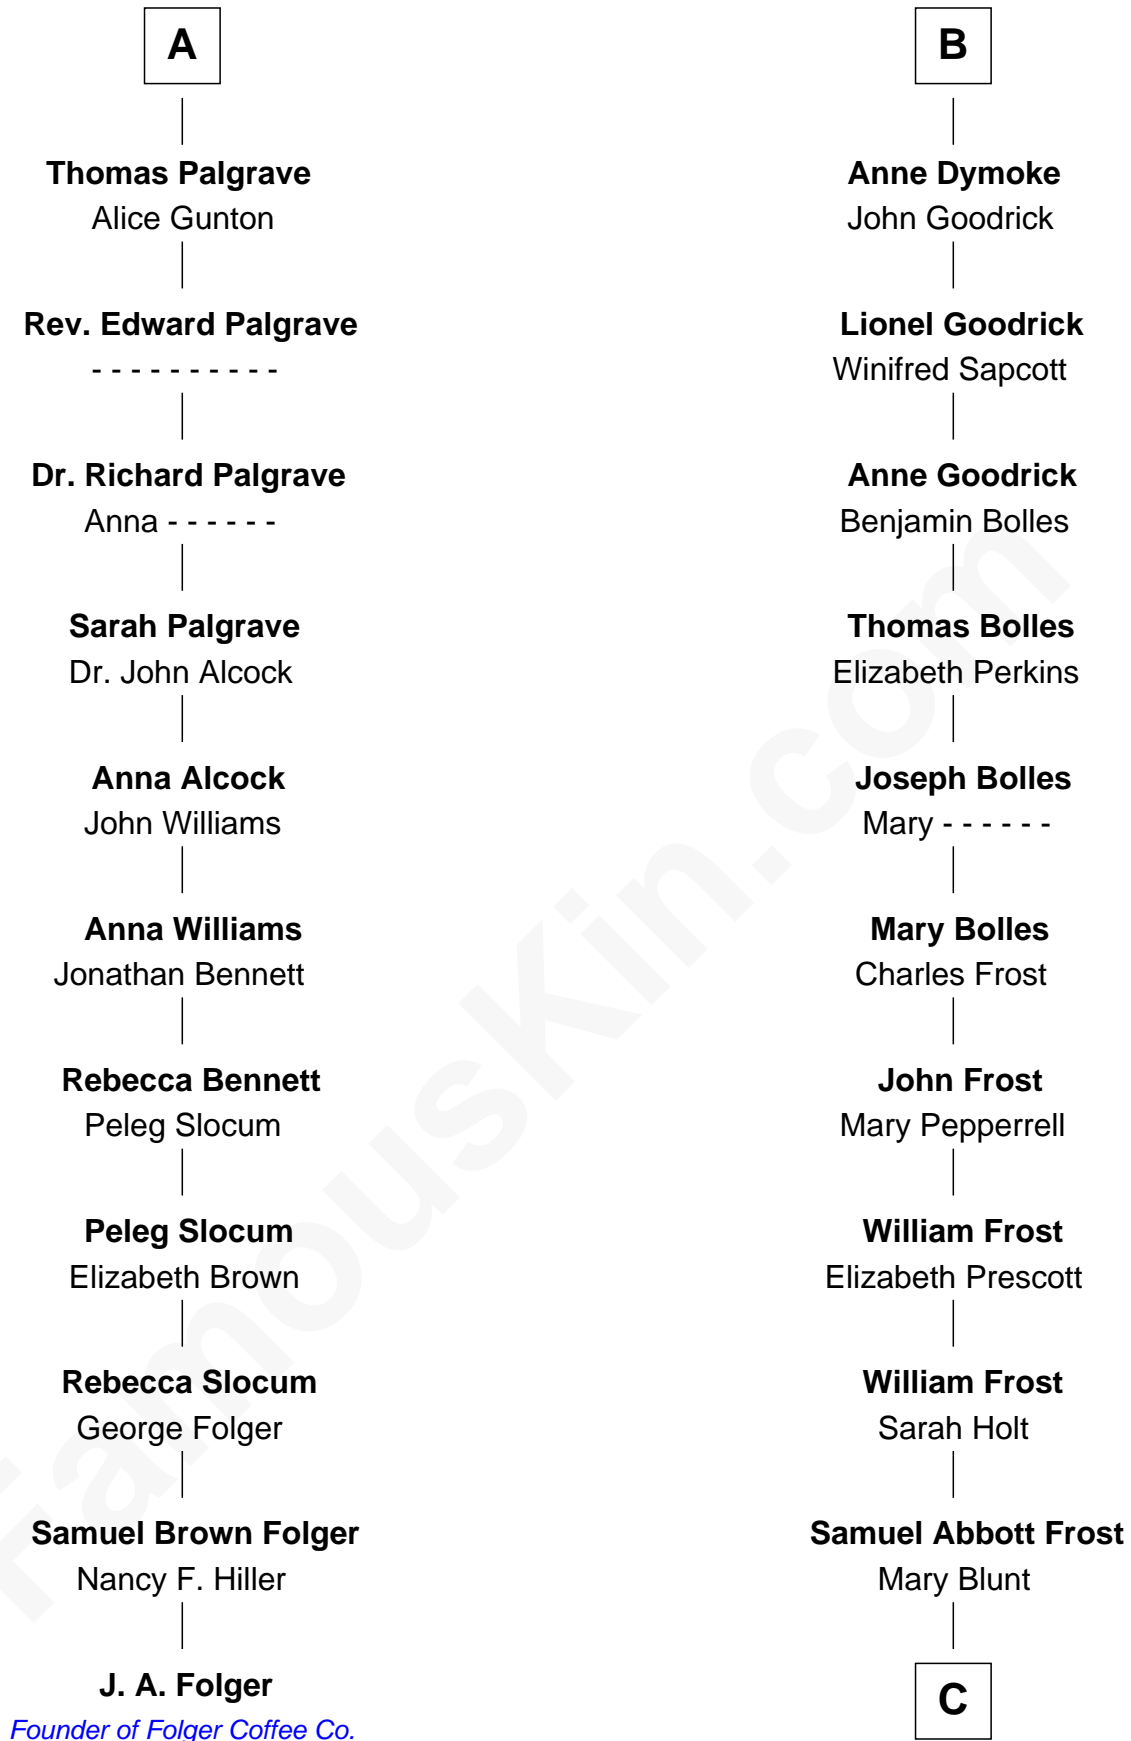 A
Thomas Palgrave
Alice Gunton
Rev. Edward Palgrave
- - - - - - - - - -
Dr. Richard Palgrave
Anna - - - - - -
Sarah Palgrave
Dr. John Alcock
Anna Alcock
John Williams
Anna Williams
Jonathan Bennett
Rebecca Bennett
Peleg Slocum
Peleg Slocum
Elizabeth Brown
Rebecca Slocum
George Folger
Samuel Brown Folger
Nancy F. Hiller
J. A. Folger
Founder of Folger Coffee Co.
B
Anne Dymoke
John Goodrick
Lionel Goodrick
Winifred Sapcott
Anne Goodrick
Benjamin Bolles
Thomas Bolles
Elizabeth Perkins
Joseph Bolles
Mary - - - - - -
Mary Bolles
Charles Frost
John Frost
Mary Pepperrell
William Frost
Elizabeth Prescott
William Frost
Sarah Holt
Samuel Abbott Frost
Mary Blunt
C
FamousKin.com